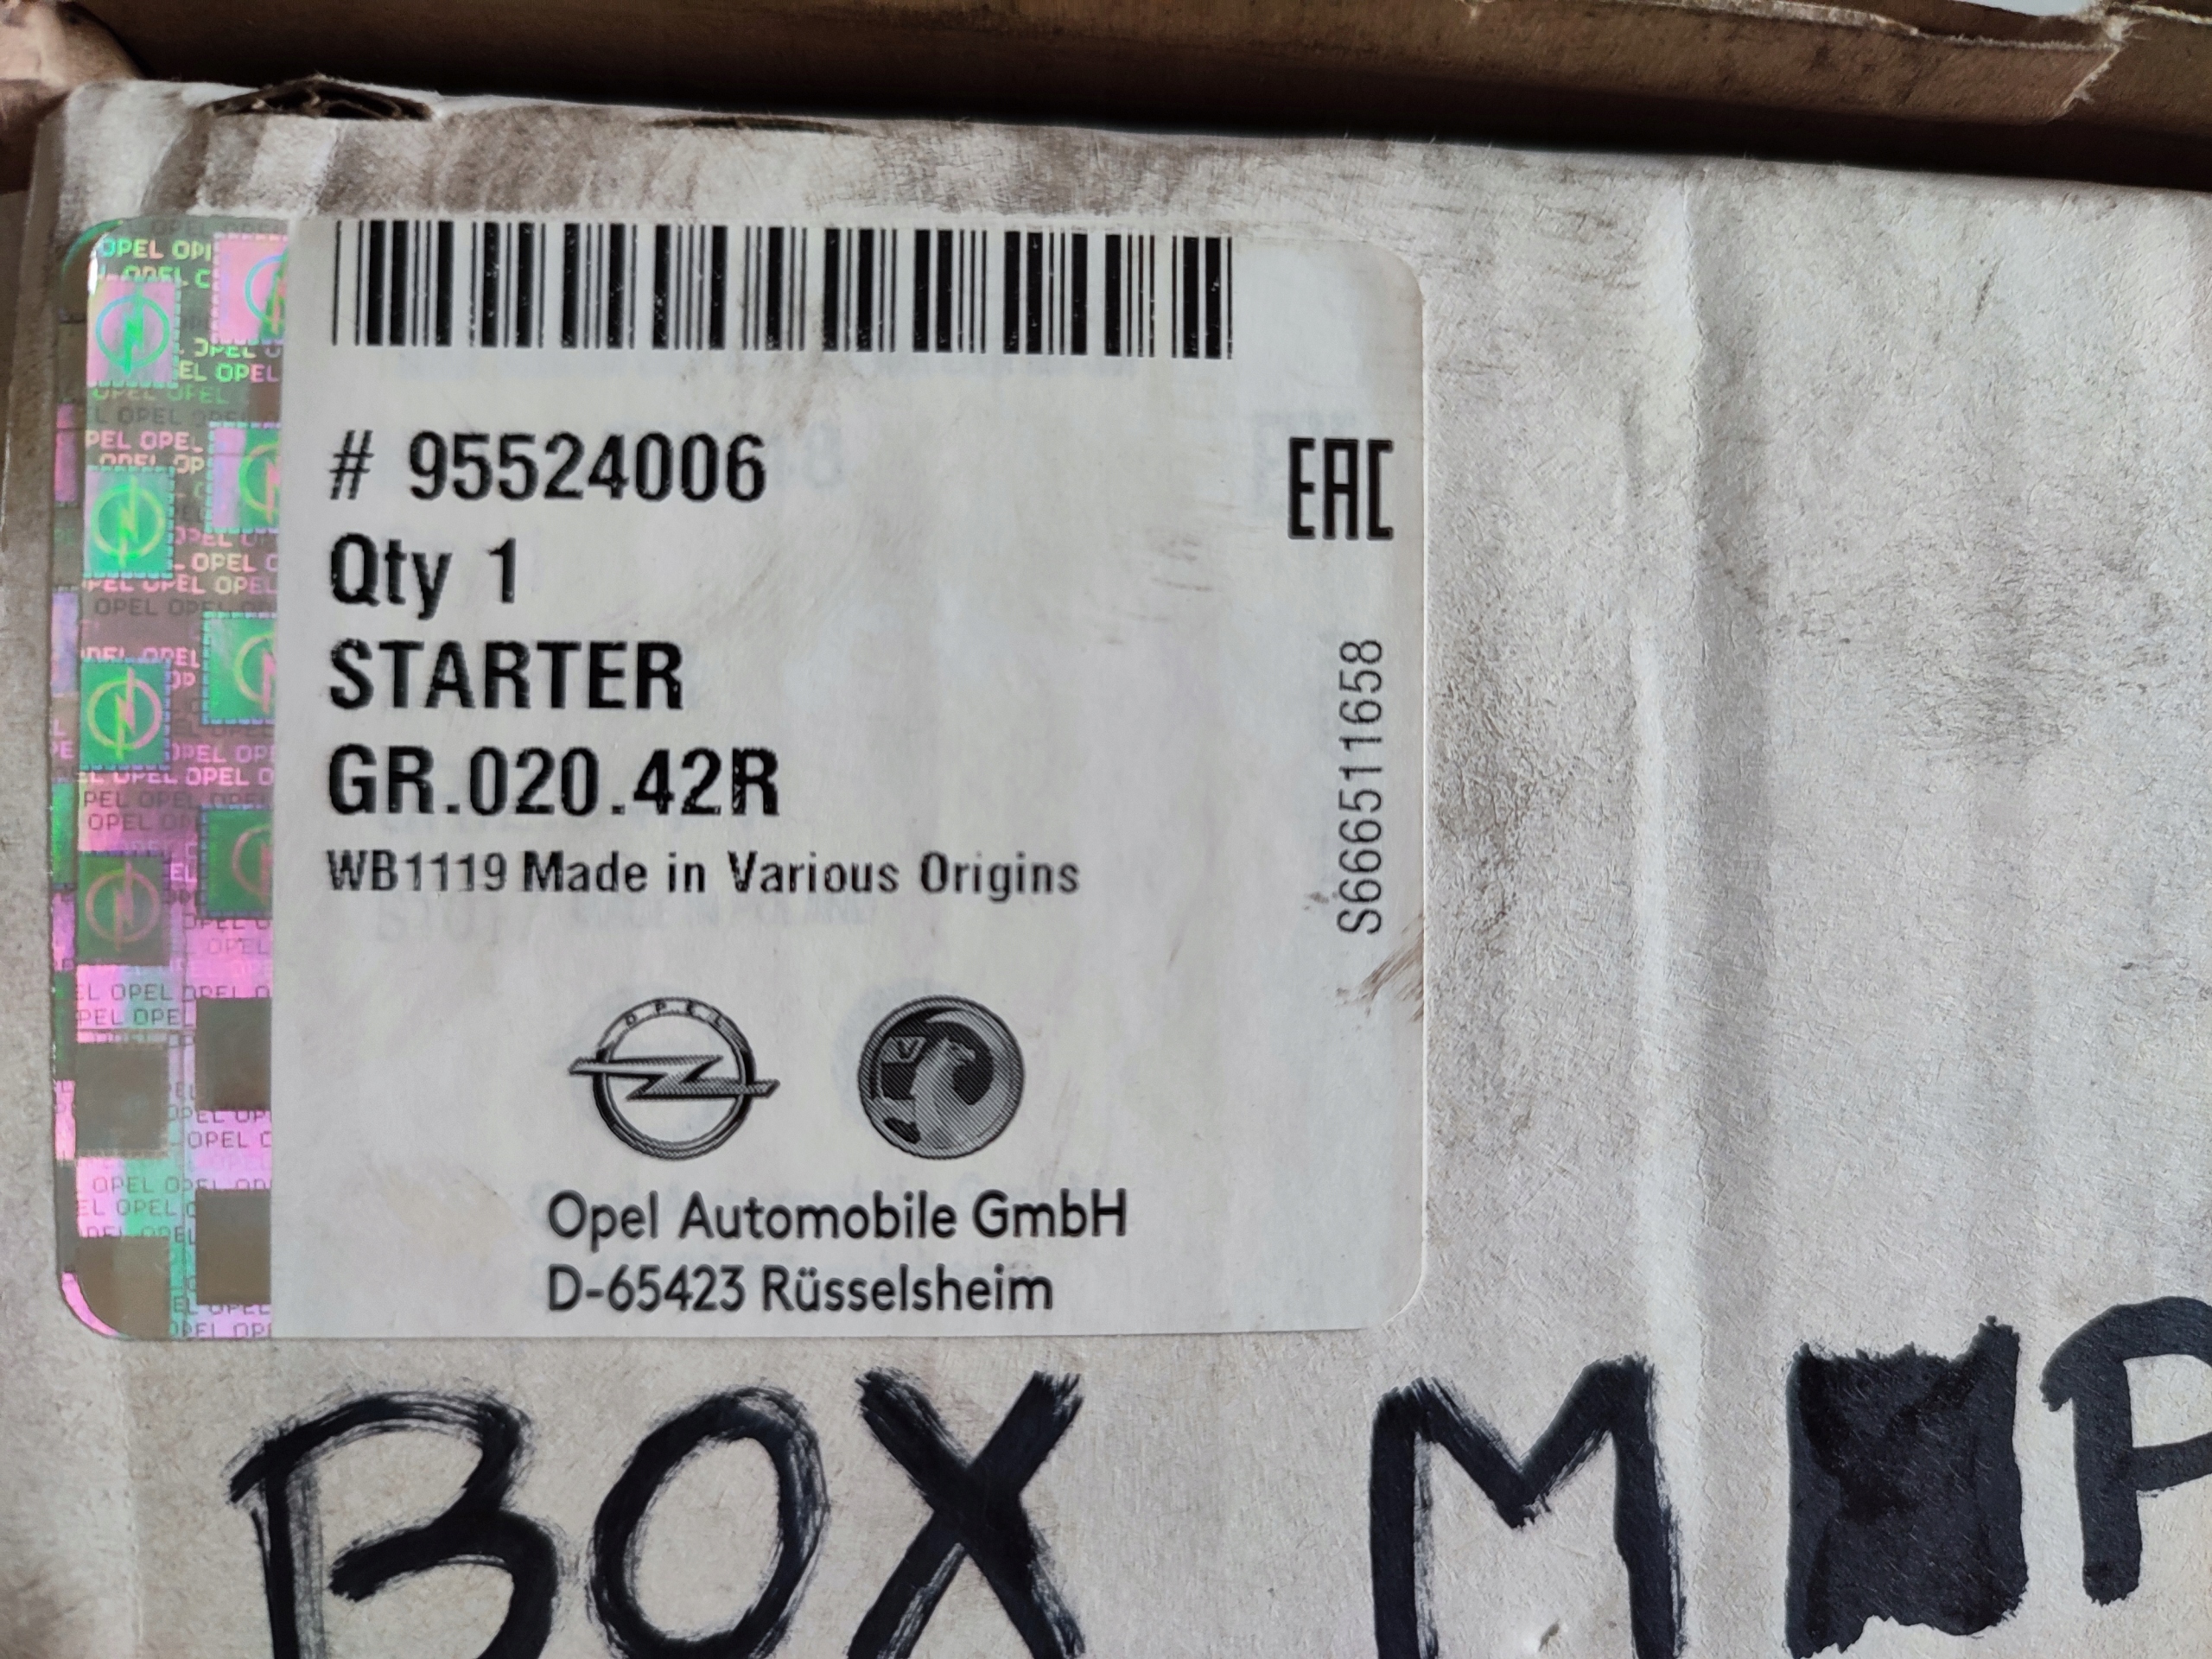 # 95524006
EAC
Qty 1
STARTER
GR.020.42R
WB1119 Made in Various Origins
S666511658
OPEL
V
Opel Automobile GmbH
D-65423 Rüsselsheim
BOX M P